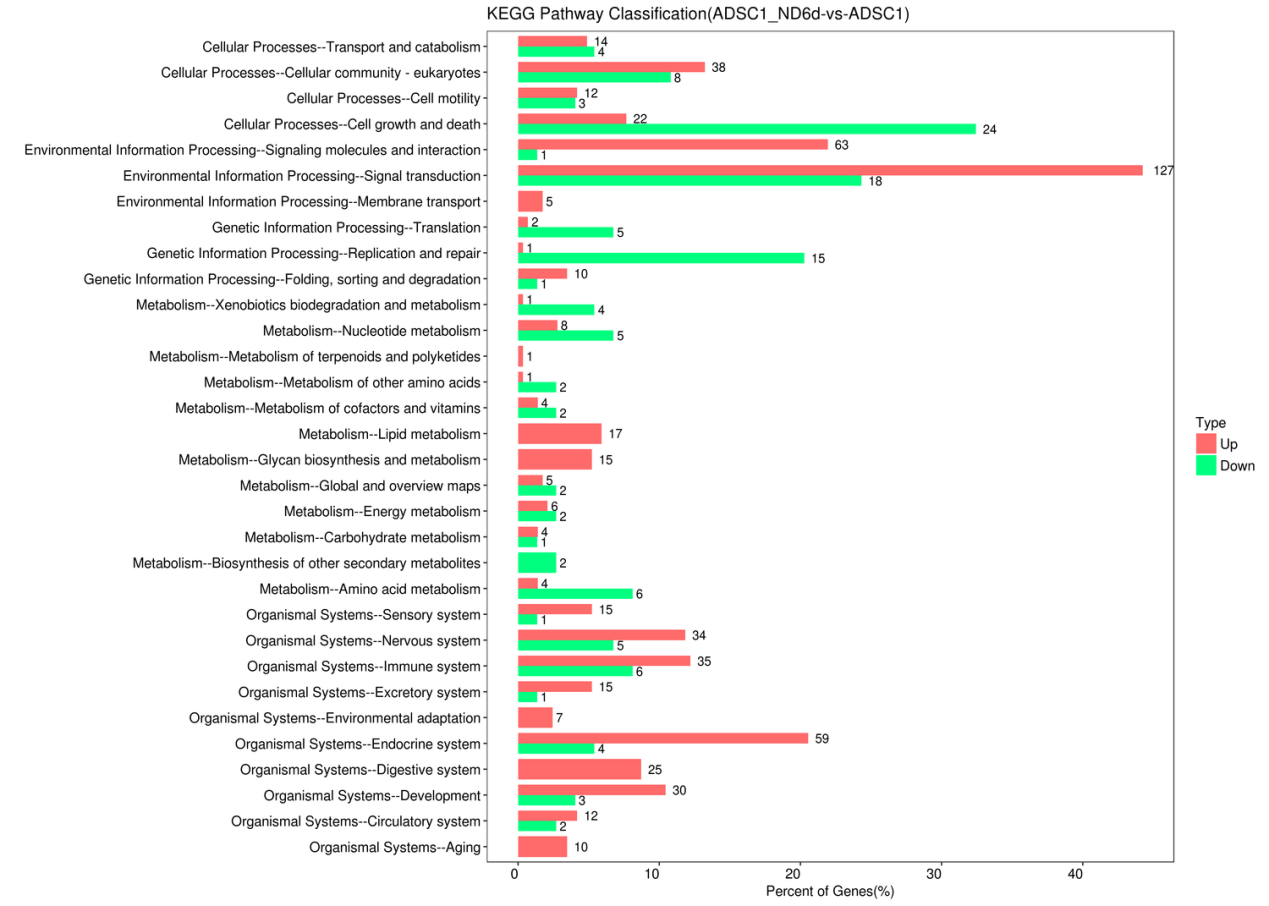 KEGG Pathway Classification(ADSC1_ND6d-vs-ADSC1)
Cellular Processes--Transport and catabolism
14
4
Cellular Processes--Cellular community - eukaryotes
38
8
Cellular Processes--Cell motility
12
3
Cellular Processes--Cell growth and death
22
24
Environmental Information Processing--Signaling molecules and interaction
63
1
Environmental Information Processing--Signal transduction
127
18
Environmental Information Processing--Membrane transport
5
Genetic Information Processing--Translation
2
5
Genetic Information Processing--Replication and repair
1
15
Genetic Information Processing--Folding, sorting and degradation
10
1
Metabolism--Xenobiotics biodegradation and metabolism
1
4
Metabolism--Nucleotide metabolism
8
5
Metabolism--Metabolism of terpenoids and polyketides
1
Metabolism--Metabolism of other amino acids
1
2
Metabolism--Metabolism of cofactors and vitamins
4
2
Metabolism--Lipid metabolism
17
Metabolism--Glycan biosynthesis and metabolism
15
Metabolism--Global and overview maps
5
2
Metabolism--Energy metabolism
6
2
Metabolism--Carbohydrate metabolism
4
1
Metabolism--Biosynthesis of other secondary metabolites
2
Metabolism--Amino acid metabolism
4
6
Organismal Systems--Sensory system
15
1
Organismal Systems--Nervous system
34
5
Organismal Systems--Immune system
35
6
Organismal Systems--Excretory system
15
1
Organismal Systems--Environmental adaptation
7
Organismal Systems--Endocrine system
59
4
Organismal Systems--Digestive system
25
Organismal Systems--Development
30
3
Organismal Systems--Circulatory system
12
2
Organismal Systems--Aging
10
0 10 20 30 40
Percent of Genes(%)
Type
Up
Down